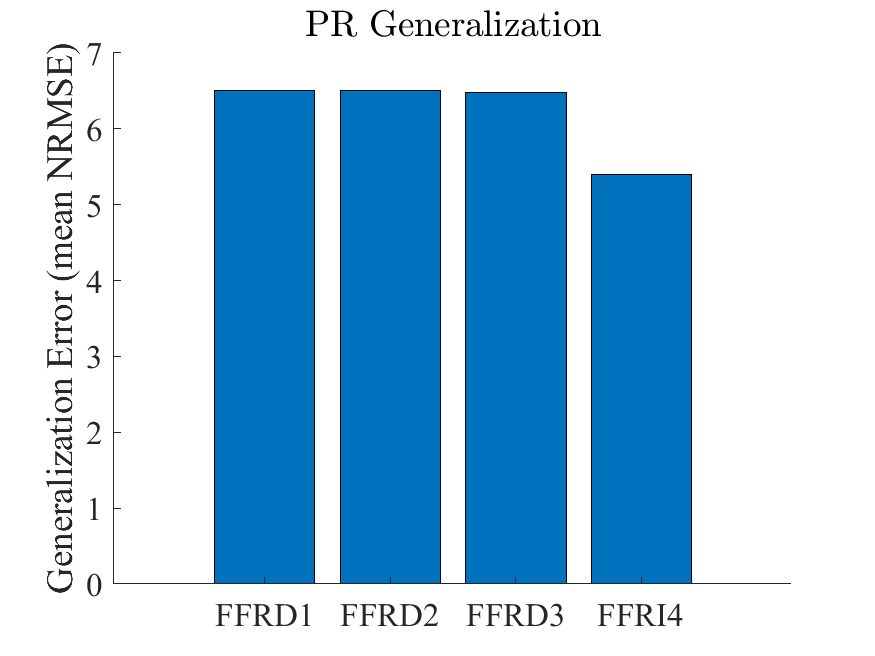 PR Generalization
Generalization Error (mean NRMSE)
7
6
5
4
3
2
1
0
FFRD1 FFRD2 FFRD3 FFRI4